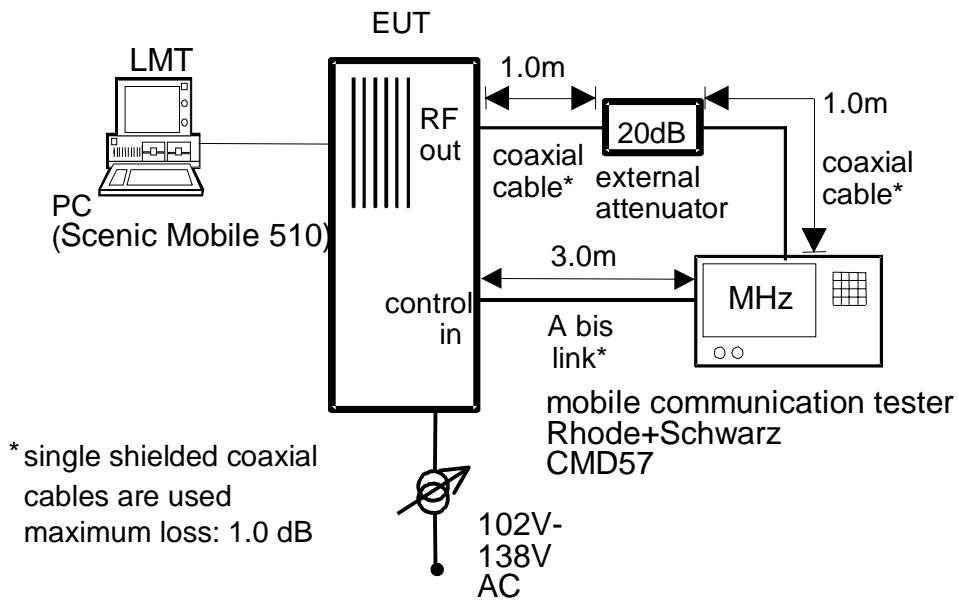 EUT
LMT
1.0m
1.0m
RF
out
20dB
coaxial
cable*
external
attenuator
coaxial
cable*
PC
(Scenic Mobile 510)
3.0m
MHz
control
in
A bis
link*
mobile communication tester
Rhode+Schwarz
CMD57
*single shielded coaxial
cables are used
maximum loss: 1.0 dB
102V-
138V
AC